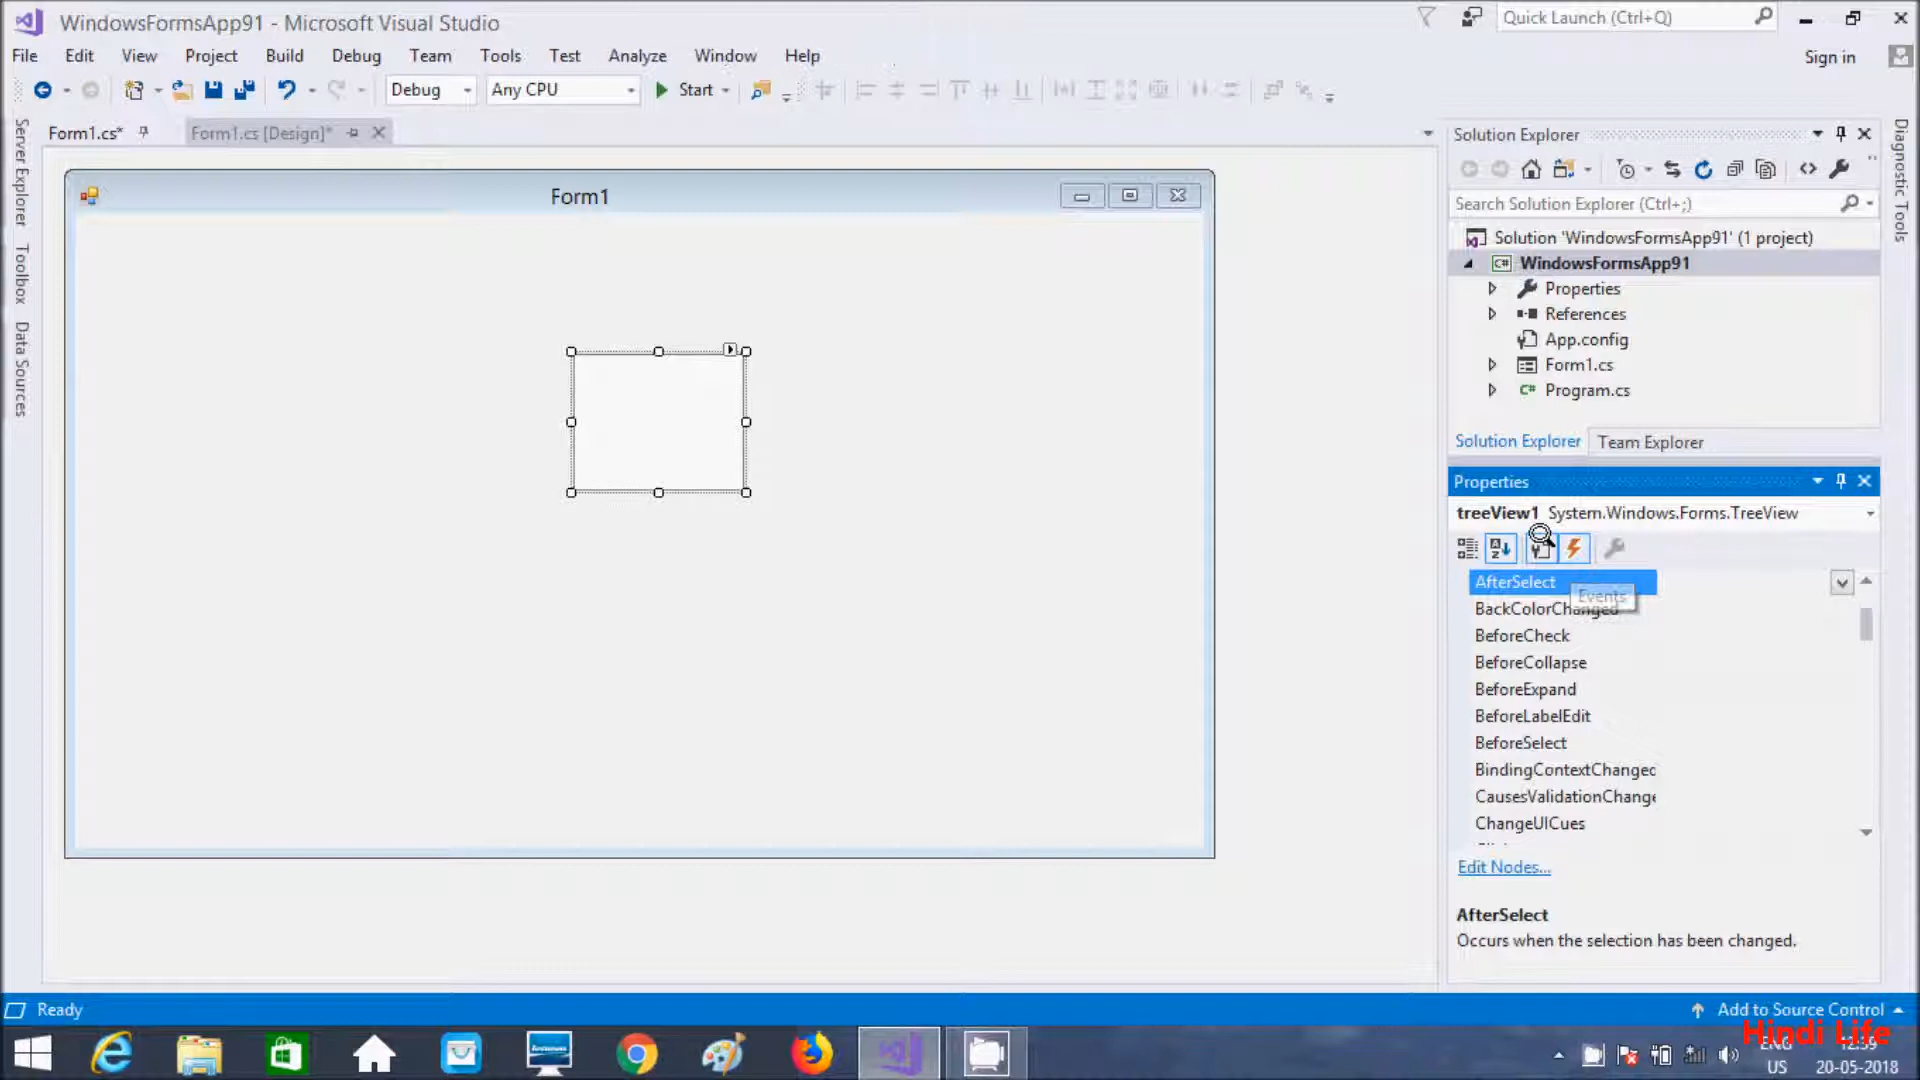 WindowsFormsApp91 - Microsoft Visual Studio
Quick Launch (Ctrl+Q)
File Edit View Project Build Debug Team Tools Test Analyze Window Help
Sign in
Debug Any CPU Start
Form1.cs* Form1.cs [Design]*
Server Explorer
Toolbox
Data Sources
Form1
Solution Explorer
Search Solution Explorer (Ctrl+;)
Solution 'WindowsFormsApp91' (1 project)
C# WindowsFormsApp91
Properties
References
App.config
Form1.cs
C# Program.cs
Solution Explorer Team Explorer
Diagnostic Tools
Properties
treeView1 System.Windows.Forms.TreeView
AfterSelect
Events
BackColorChanged
BeforeCheck
BeforeCollapse
BeforeExpand
BeforeLabelEdit
BeforeSelect
BindingContextChanged
CausesValidationChange
ChangeUICues
Edit Nodes...
AfterSelect
Occurs when the selection has been changed.
Ready
Add to Source Control
Hindi Life
ENG 12:39
US 20-05-2018